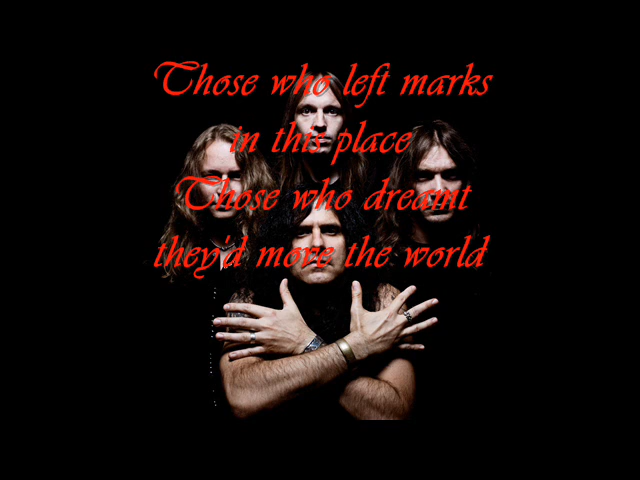 Those who left marks
in this place
Those who dreamt
they'd move the world